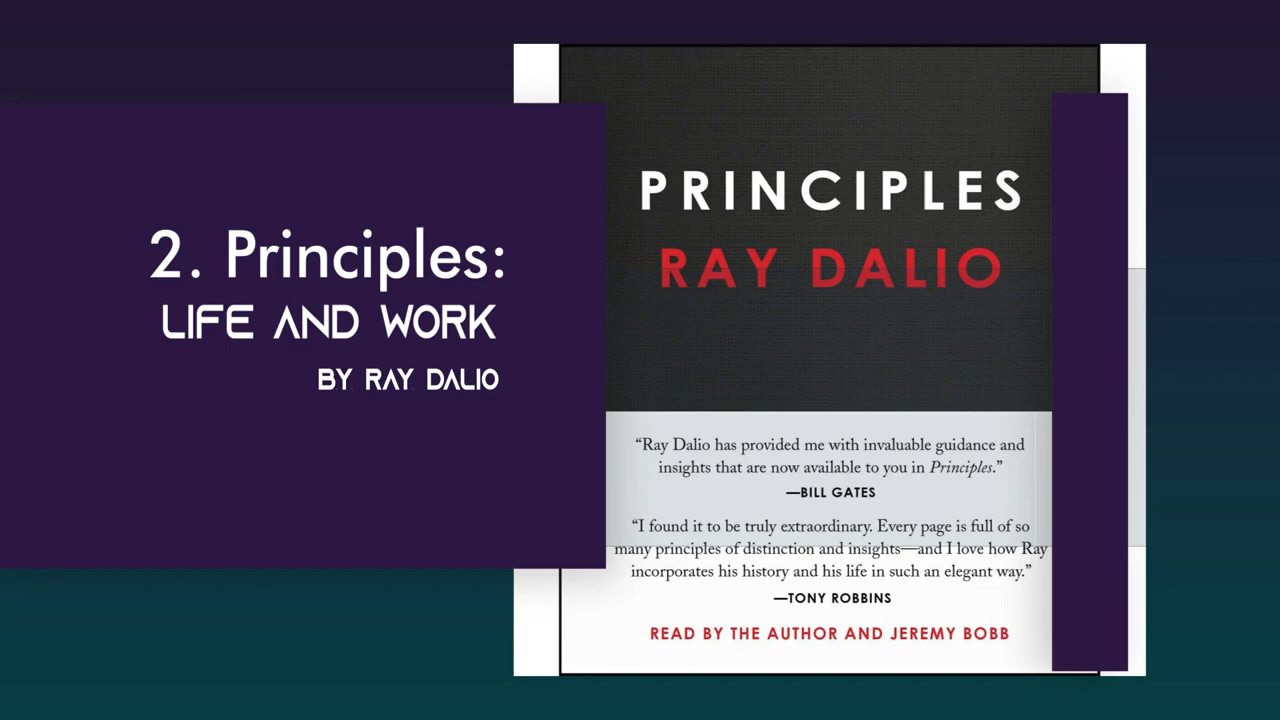 2. Principles:
LIFE AND WORK
BY RAY DALIO
PRINCIPLES
RAY DALIO
“Ray Dalio has provided me with invaluable guidance and
insights that are now available to you in Principles.”
—BILL GATES
“I found it to be truly extraordinary. Every page is full of so
many principles of distinction and insights—and I love how Ray
incorporates his history and his life in such an elegant way.”
—TONY ROBBINS
READ BY THE AUTHOR AND JEREMY BOBB